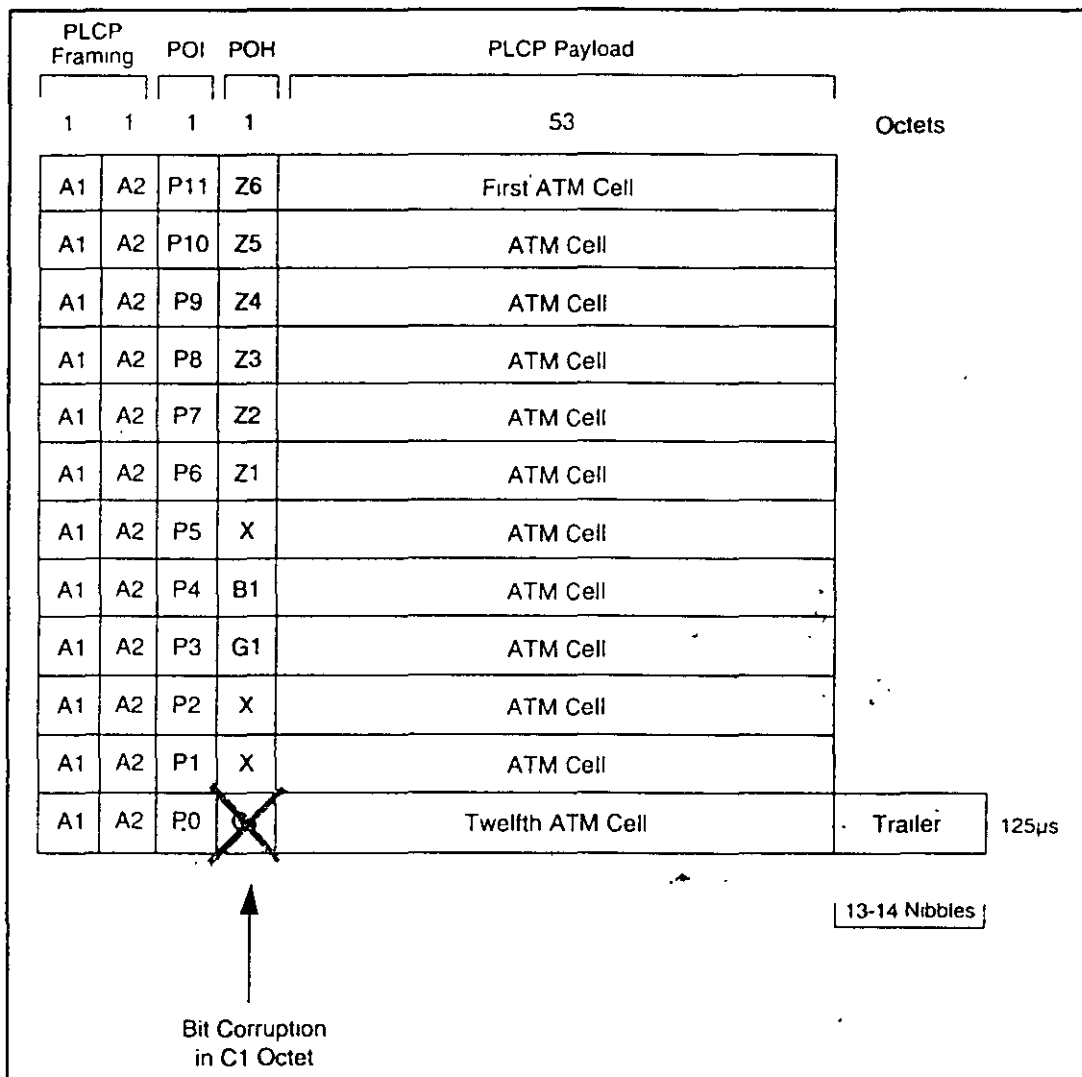 PLCP Framing POI POH PLCP Payload
1 1 1 1 53 Octets
A1 A2 P11 Z6 First ATM Cell
A1 A2 P10 Z5 ATM Cell
A1 A2 P9 Z4 ATM Cell
A1 A2 P8 Z3 ATM Cell
A1 A2 P7 Z2 ATM Cell
A1 A2 P6 Z1 ATM Cell
A1 A2 P5 X ATM Cell
A1 A2 P4 B1 ATM Cell
A1 A2 P3 G1 ATM Cell
A1 A2 P2 X ATM Cell
A1 A2 P1 X ATM Cell
A1 A2 P0 Twelfth ATM Cell Trailer 125µs
13-14 Nibbles
Bit Corruption
in C1 Octet